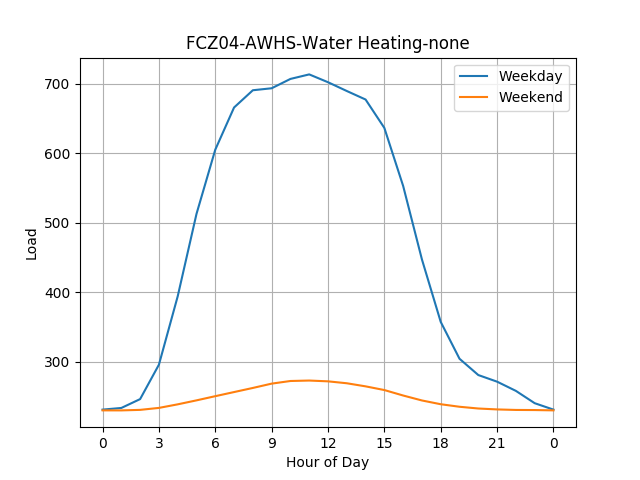 FCZ04-AWHS-Water Heating-none
Weekday
Weekend
700
600
500
400
300
Load
0 3 6 9 12 15 18 21 0
Hour of Day